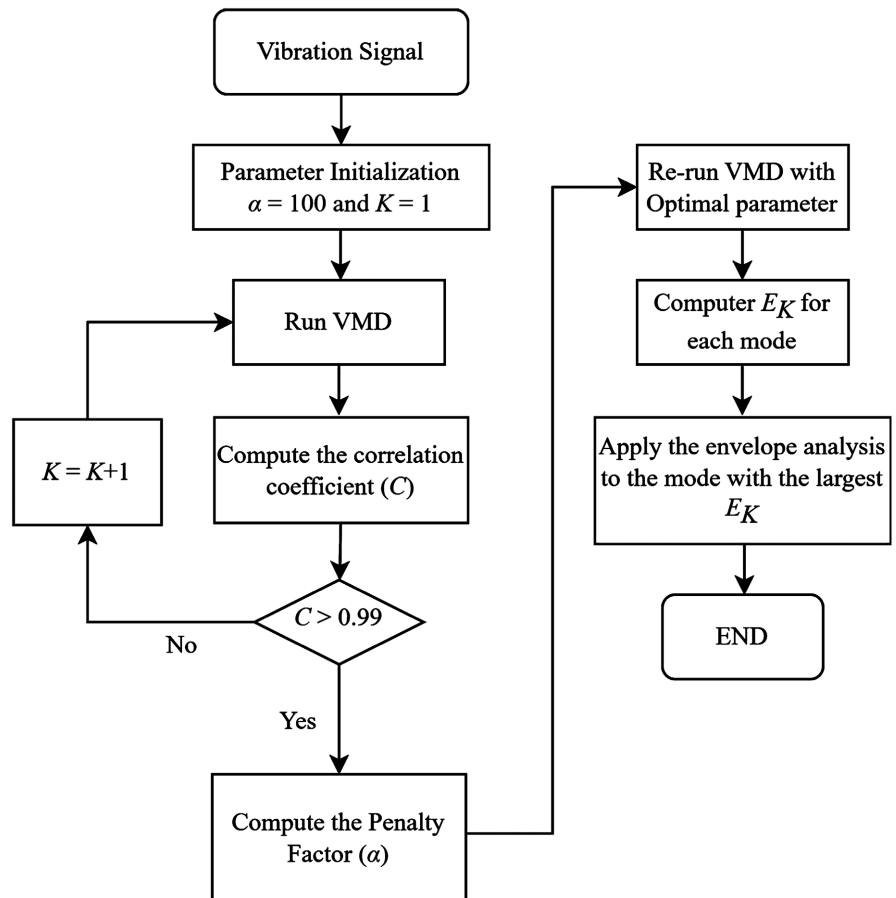 Vibration Signal
Parameter Initialization
α = 100 and K = 1
Run VMD
K = K+1
Compute the correlation
coefficient (C)
C > 0.99
No
Yes
Compute the Penalty
Factor (α)
Re-run VMD with
Optimal parameter
Computer E_K for
each mode
Apply the envelope analysis
to the mode with the largest
E_K
END